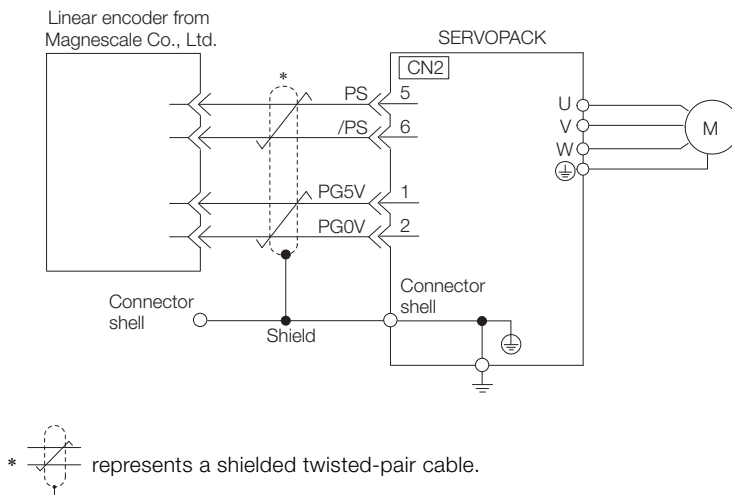 Linear encoder from
Magnescale Co., Ltd.
SERVOPACK
CN2
*
PS 5
/PS 6
PG5V 1
PG0V 2
U
V
W
M
Connector
shell
Shield
Connector
shell
* represents a shielded twisted-pair cable.